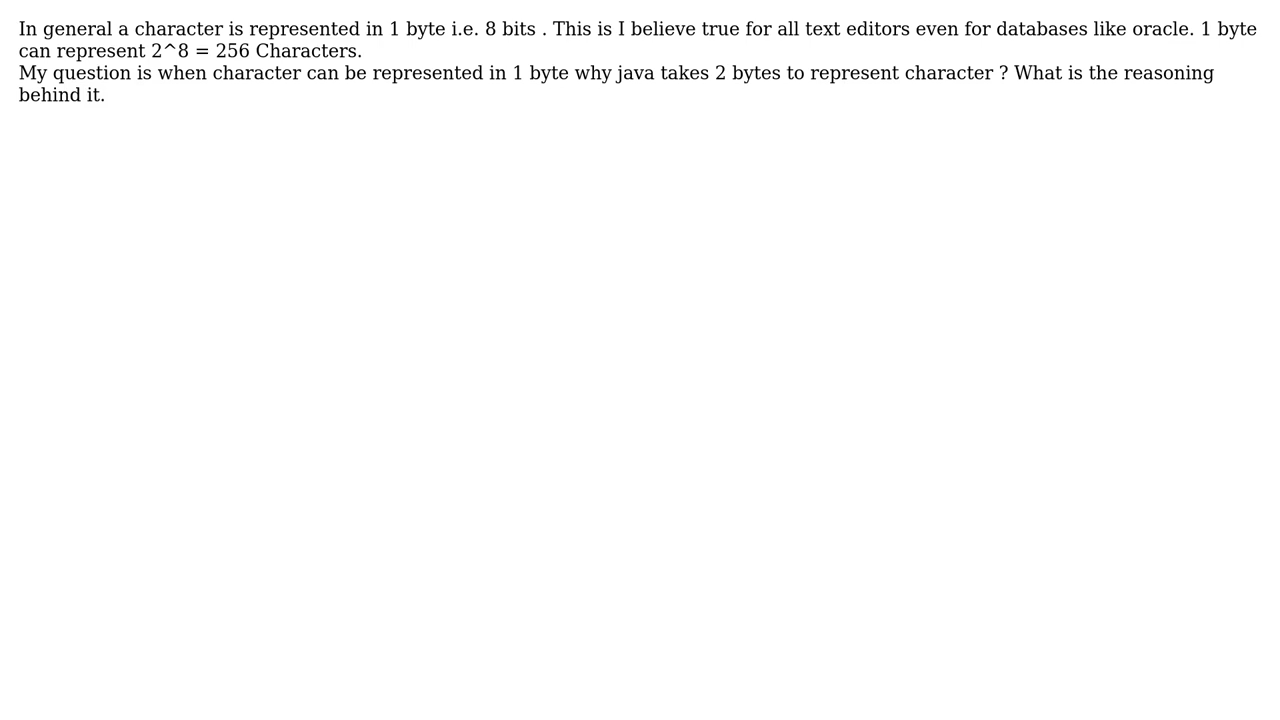 In general a character is represented in 1 byte i.e. 8 bits . This is I believe true for all text editors even for databases like oracle. 1 byte
can represent 2^8 = 256 Characters.
My question is when character can be represented in 1 byte why java takes 2 bytes to represent character ? What is the reasoning
behind it.